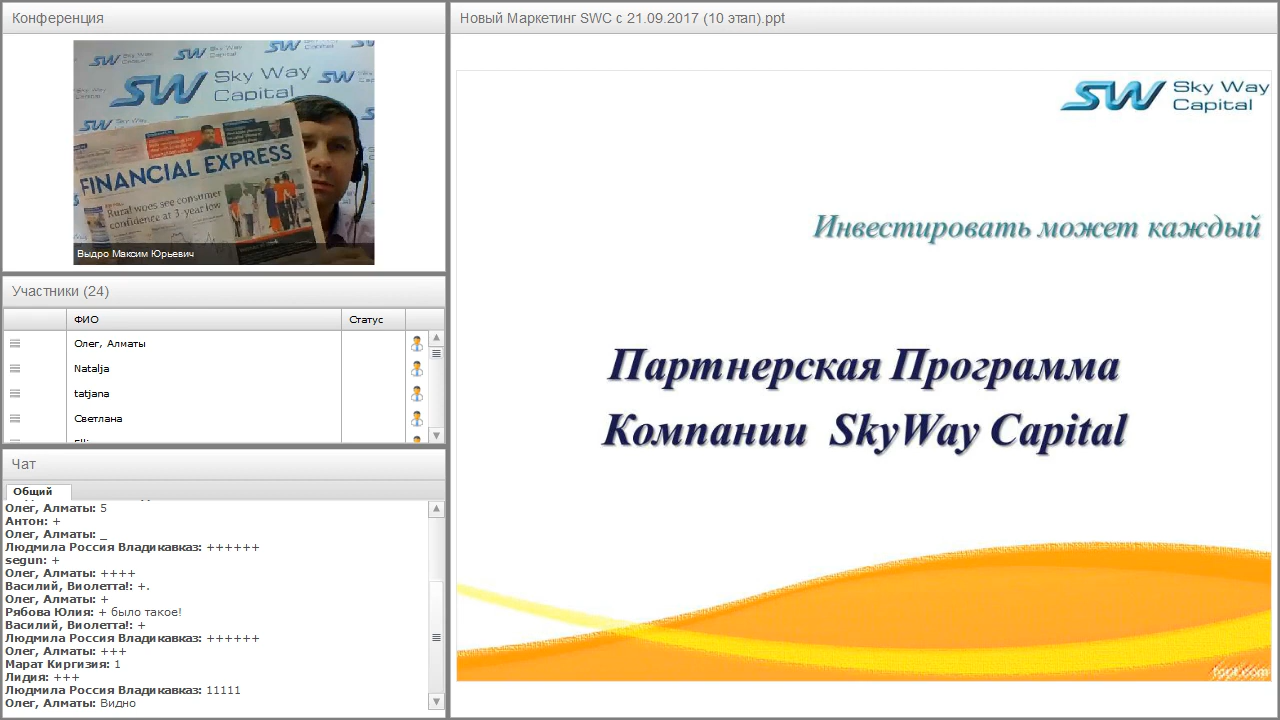 Конференция
Sky Way
Capital
FINANCIAL EXPRESS
Rural woes see consumer
confidence at 3-year low
Выдро Максим Юрьевич
Участники (24)
ФИО
Статус
Олег, Алматы
Natalja
tatjana
Светлана
Чат
Общий
Олег, Алматы: 5
Антон: +
Олег, Алматы: _
Людмила Россия Владикавказ: ++++++
segun: +
Олег, Алматы: ++++
Василий, Виолетта!: +.
Олег, Алматы: +
Рябова Юлия: + было такое!
Василий, Виолетта!: +
Людмила Россия Владикавказ: ++++++
Олег, Алматы: +++
Марат Киргизия: 1
Лидия: +++
Людмила Россия Владикавказ: 11111
Олег, Алматы: Видно
Новый Маркетинг SWC с 21.09.2017 (10 этап).ppt
SW Sky Way
Capital
Инвестировать может каждый
Партнерская Программа
Компании SkyWay Capital
fppt.com